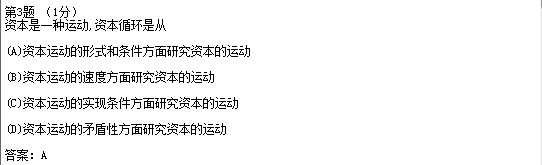 第3题 （1分）
资本是一种运动,资本循环是从
(A)资本运动的形式和条件方面研究资本的运动
(B)资本运动的速度方面研究资本的运动
(C)资本运动的实现条件方面研究资本的运动
(D)资本运动的矛盾性方面研究资本的运动
答案: A